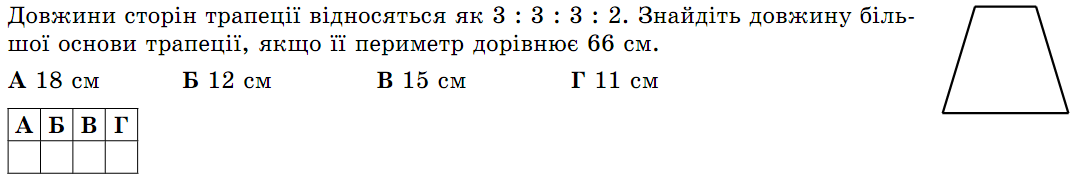 Довжини сторін трапеції відносяться як 3 : 3 : 3 : 2. Знайдіть довжину біль-
шої основи трапеції, якщо її периметр дорівнює 66 см.
А 18 см Б 12 см В 15 см Г 11 см
А Б В Г